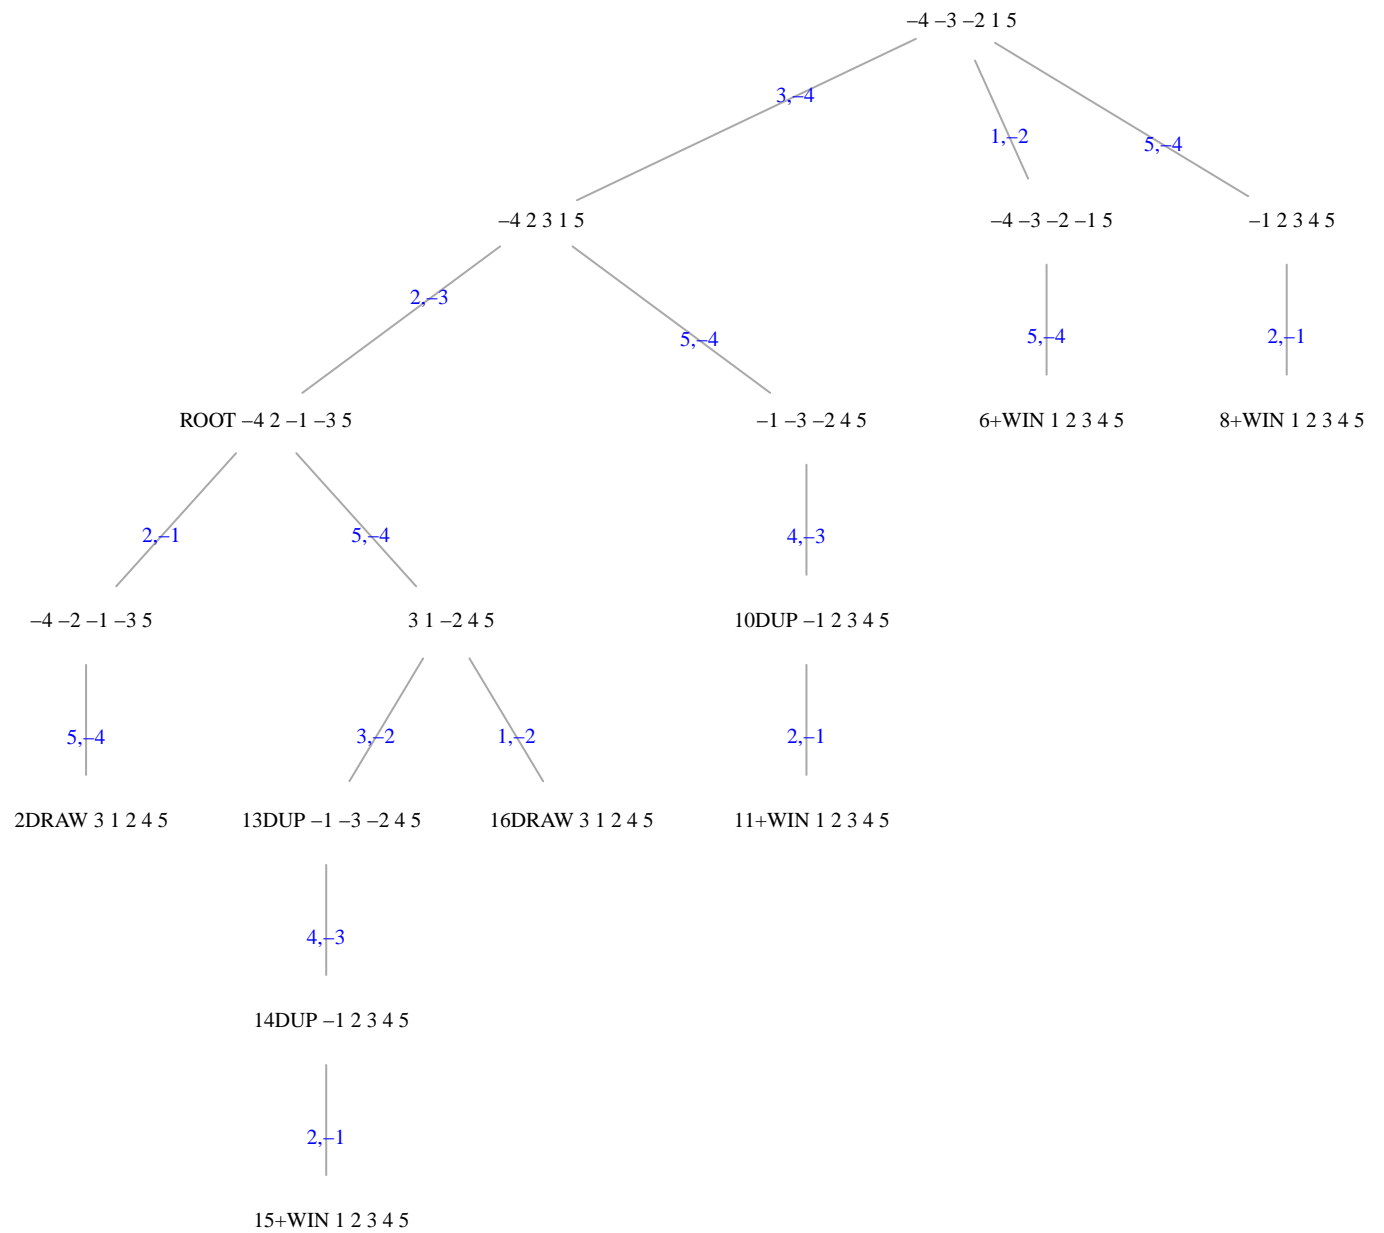 −4 −3 −2 1 5
3,−4
1,−2
5,−4
−4 2 3 1 5
−4 −3 −2 −1 5
−1 2 3 4 5
2,−3
5,−4
5,−4
2,−1
ROOT −4 2 −1 −3 5
−1 −3 −2 4 5
6+WIN 1 2 3 4 5
8+WIN 1 2 3 4 5
2,−1
5,−4
4,−3
−4 −2 −1 −3 5
3 1 −2 4 5
10DUP −1 2 3 4 5
5,−4
3,−2
1,−2
2,−1
2DRAW 3 1 2 4 5
13DUP −1 −3 −2 4 5
16DRAW 3 1 2 4 5
11+WIN 1 2 3 4 5
4,−3
14DUP −1 2 3 4 5
2,−1
15+WIN 1 2 3 4 5